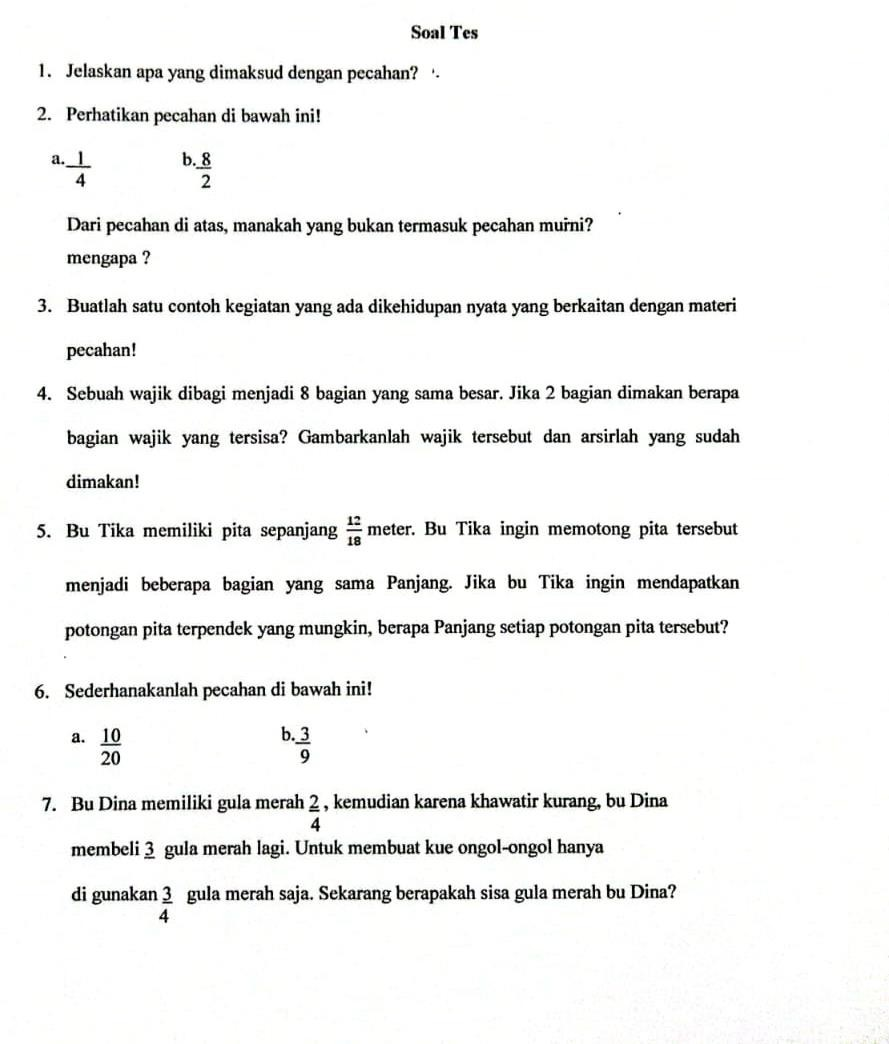 Soal Tes
1. Jelaskan apa yang dimaksud dengan pecahan?
2. Perhatikan pecahan di bawah ini!
a. 1/4 b. 8/2
Dari pecahan di atas, manakah yang bukan termasuk pecahan murni?
mengapa ?
3. Buatlah satu contoh kegiatan yang ada dikehidupan nyata yang berkaitan dengan materi
pecahan!
4. Sebuah wajik dibagi menjadi 8 bagian yang sama besar. Jika 2 bagian dimakan berapa
bagian wajik yang tersisa? Gambarkanlah wajik tersebut dan arsirlah yang sudah
dimakan!
5. Bu Tika memiliki pita sepanjang 12/18 meter. Bu Tika ingin memotong pita tersebut
menjadi beberapa bagian yang sama Panjang. Jika bu Tika ingin mendapatkan
potongan pita terpendek yang mungkin, berapa Panjang setiap potongan pita tersebut?
6. Sederhanakanlah pecahan di bawah ini!
a. 10/20 b. 3/9
7. Bu Dina memiliki gula merah 2/4 , kemudian karena khawatir kurang, bu Dina
membeli 3 gula merah lagi. Untuk membuat kue ongol-ongol hanya
di gunakan 3/4 gula merah saja. Sekarang berapakah sisa gula merah bu Dina?